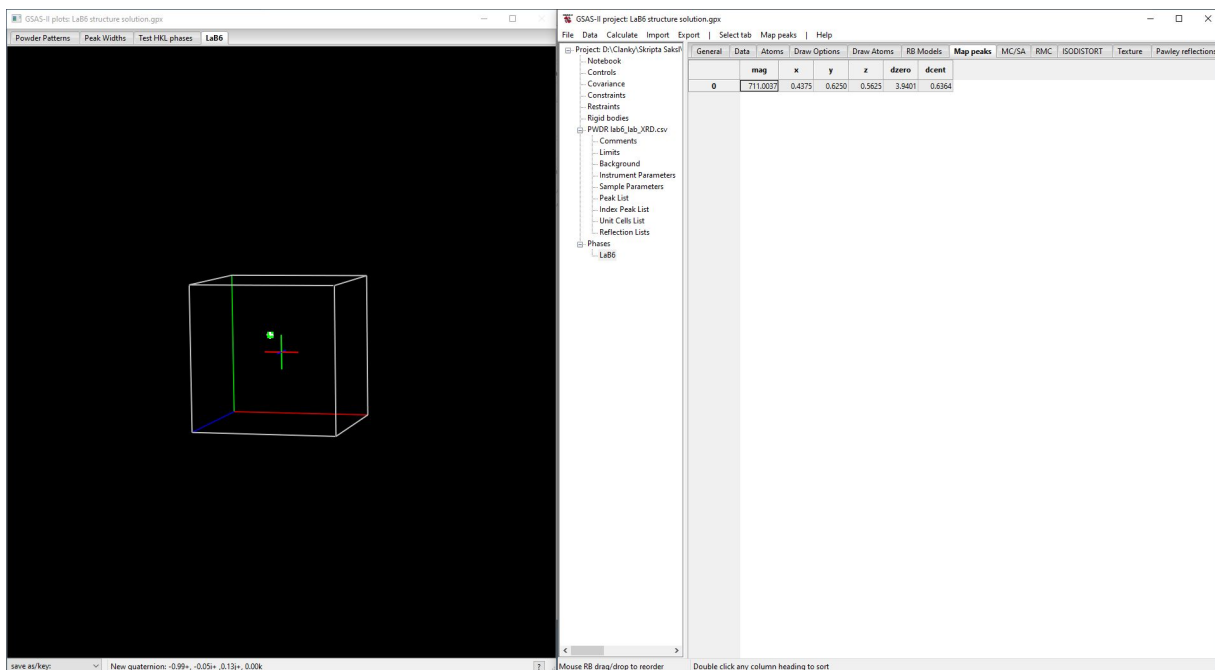 GSAS-II plots: LaB6 structure solution.gpx
Powder Patterns Peak Widths Test HKL phases LaB6
save as/key: New quaternion: -0.99+, -0.05i+ ,0.13j+, 0.00k ?
GSAS-II project: LaB6 structure solution.gpx
File Data Calculate Import Export | Select tab Map peaks | Help
Project: D:\Clanky\Skripta Saksl\
Notebook
Controls
Covariance
Constraints
Restraints
Rigid bodies
PWDR lab6_lab_XRD.csv
Comments
Limits
Background
Instrument Parameters
Sample Parameters
Peak List
Index Peak List
Unit Cells List
Reflection Lists
Phases
LaB6
General Data Atoms Draw Options Draw Atoms RB Models Map peaks MC/SA RMC ISODISTORT Texture Pawley reflections
mag x y z dzero dcent
0 711.0037 0.4375 0.6250 0.5625 3.9401 0.6364
Mouse RB drag/drop to reorder Double click any column heading to sort